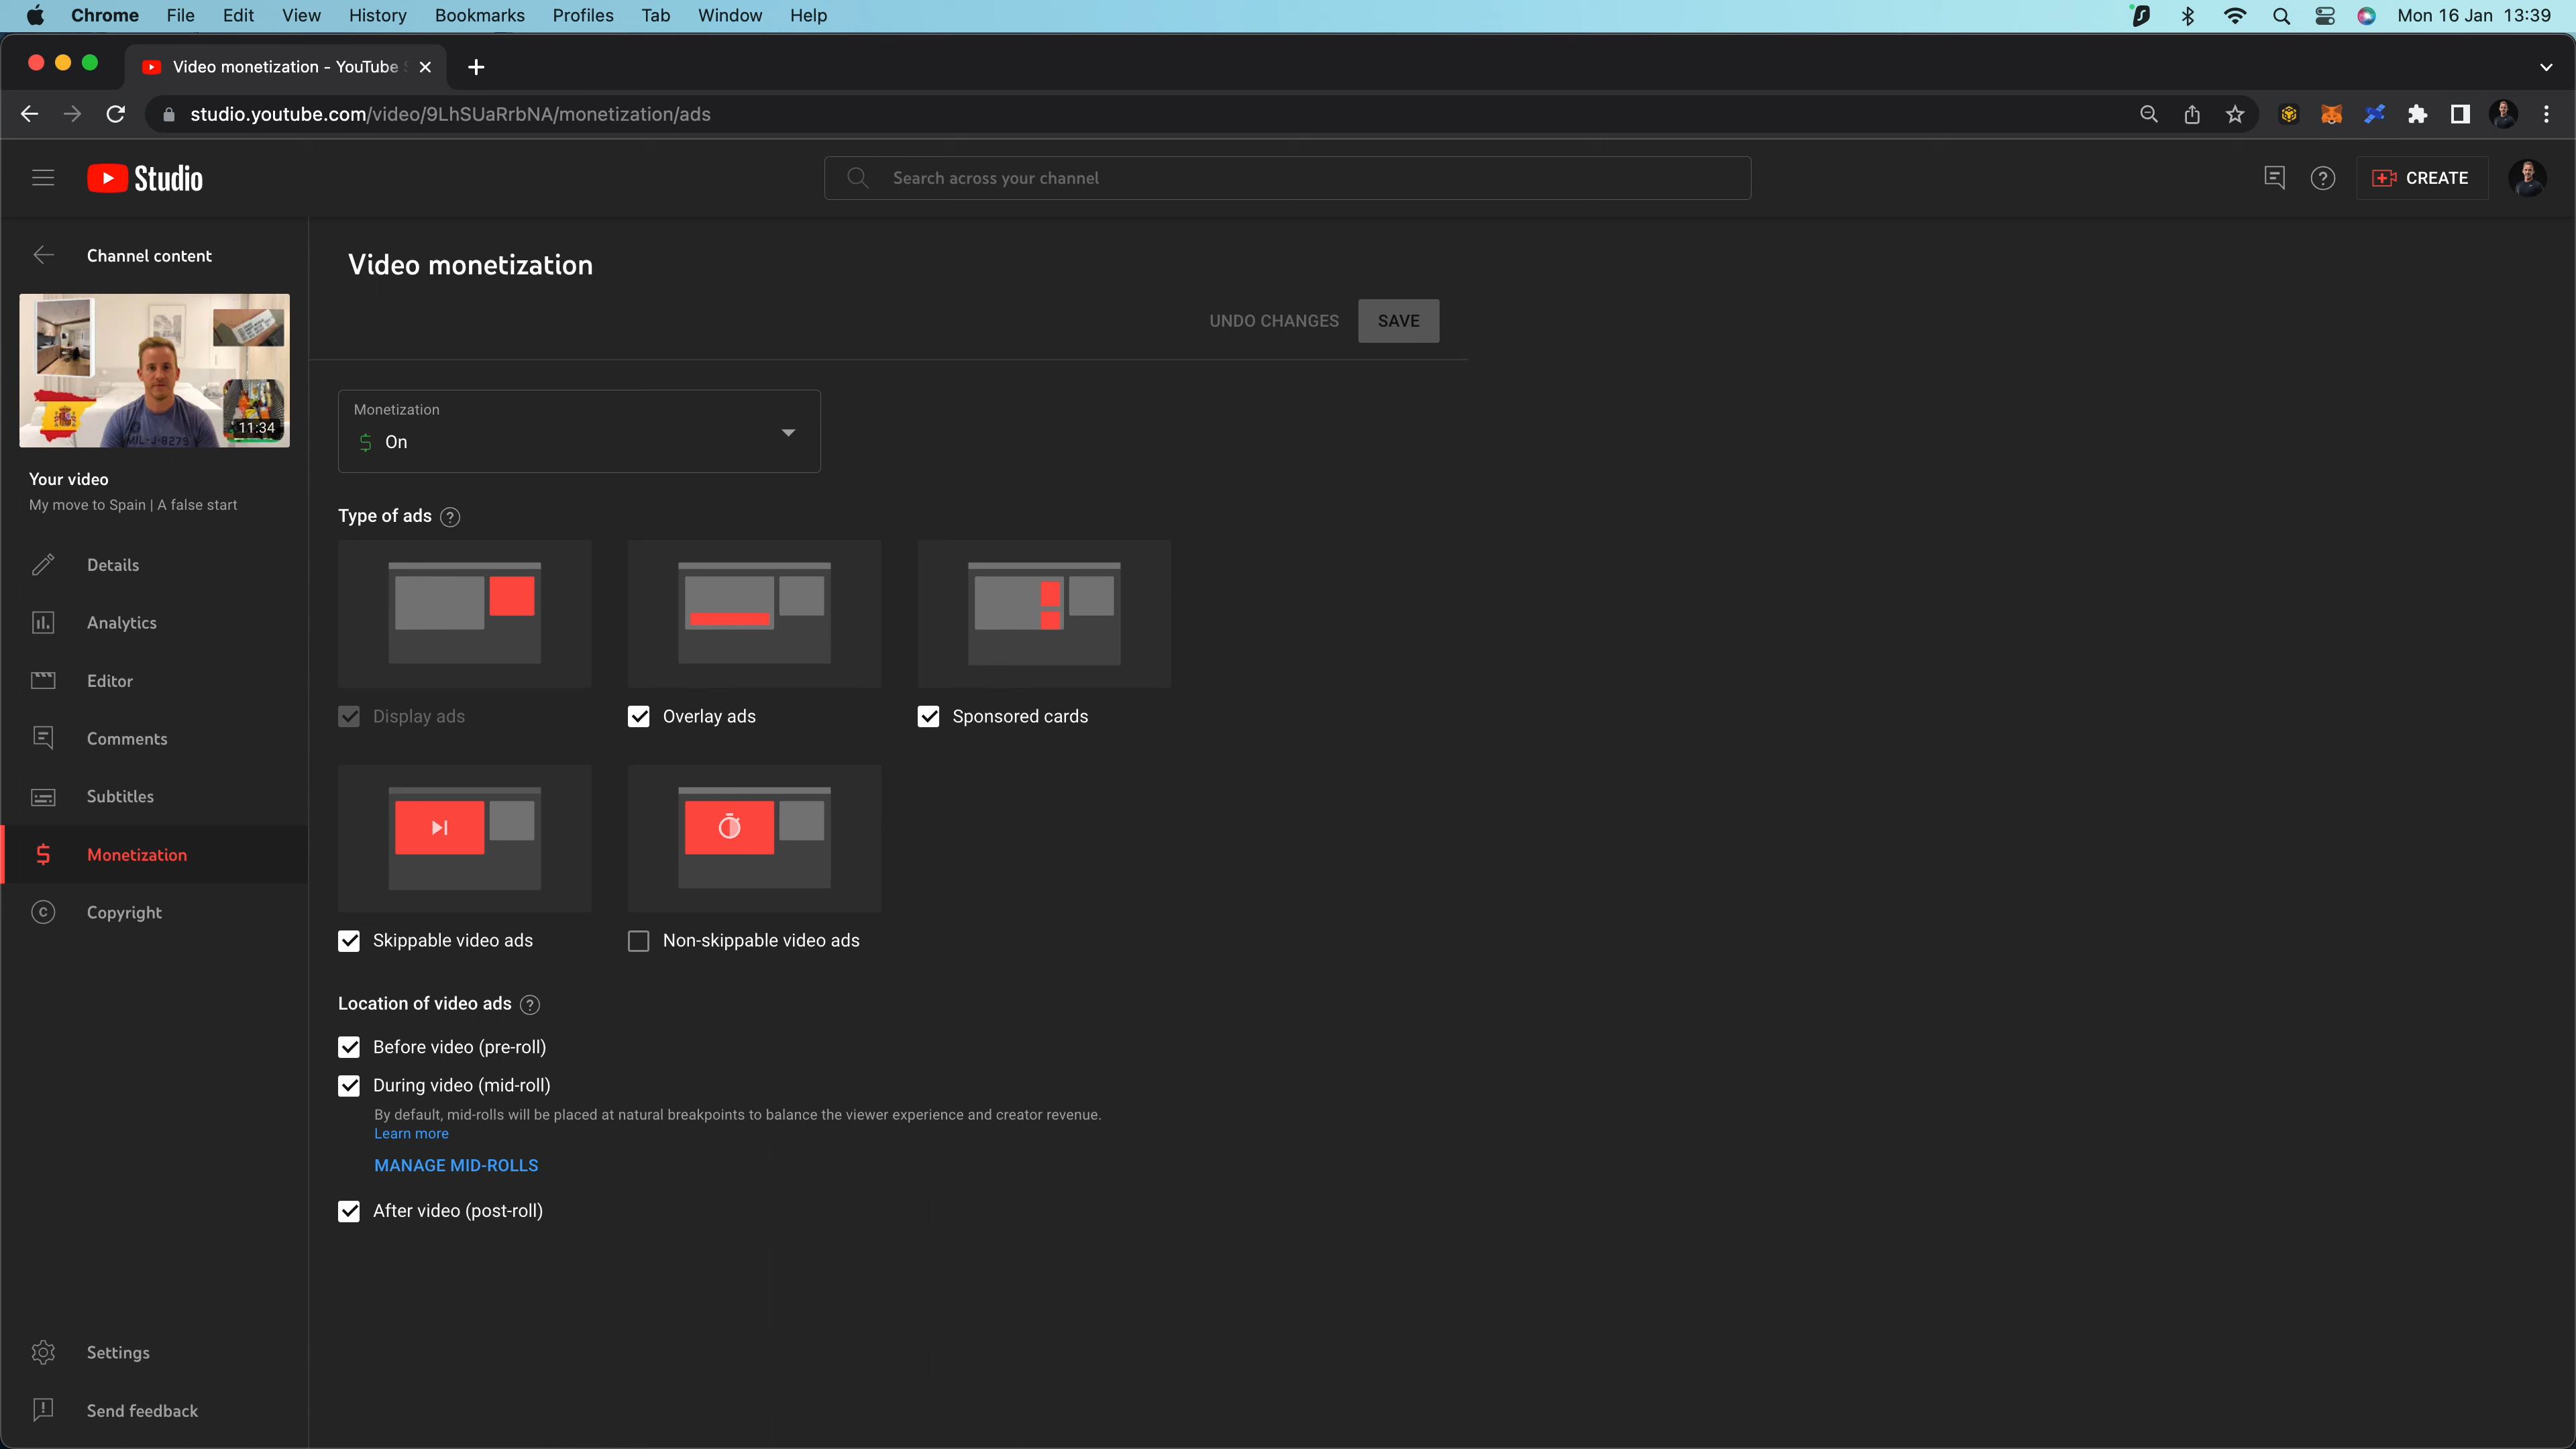 Chrome File Edit View History Bookmarks Profiles Tab Window Help Mon 16 Jan 13:39
Video monetization - YouTube
studio.youtube.com/video/9LhSUaRrbNA/monetization/ads
Studio
Search across your channel
CREATE
Channel content
11:34
MIL-J-8279
Your video
My move to Spain | A false start
Details
Analytics
Editor
Comments
Subtitles
Monetization
Copyright
Settings
Send feedback
Video monetization
UNDO CHANGES SAVE
Monetization
On
Type of ads
Display ads Overlay ads Sponsored cards
Skippable video ads Non-skippable video ads
Location of video ads
Before video (pre-roll)
During video (mid-roll)
By default, mid-rolls will be placed at natural breakpoints to balance the viewer experience and creator revenue.
Learn more
MANAGE MID-ROLLS
After video (post-roll)